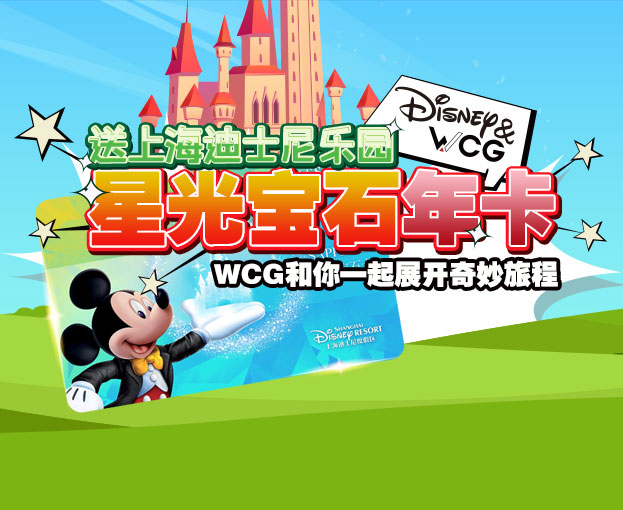 Disney&
WCG
送上海迪士尼乐园
星光宝石年卡
WCG和你一起展开奇妙旅程
SHANGHAI
Disney RESORT
上海迪士尼度假区